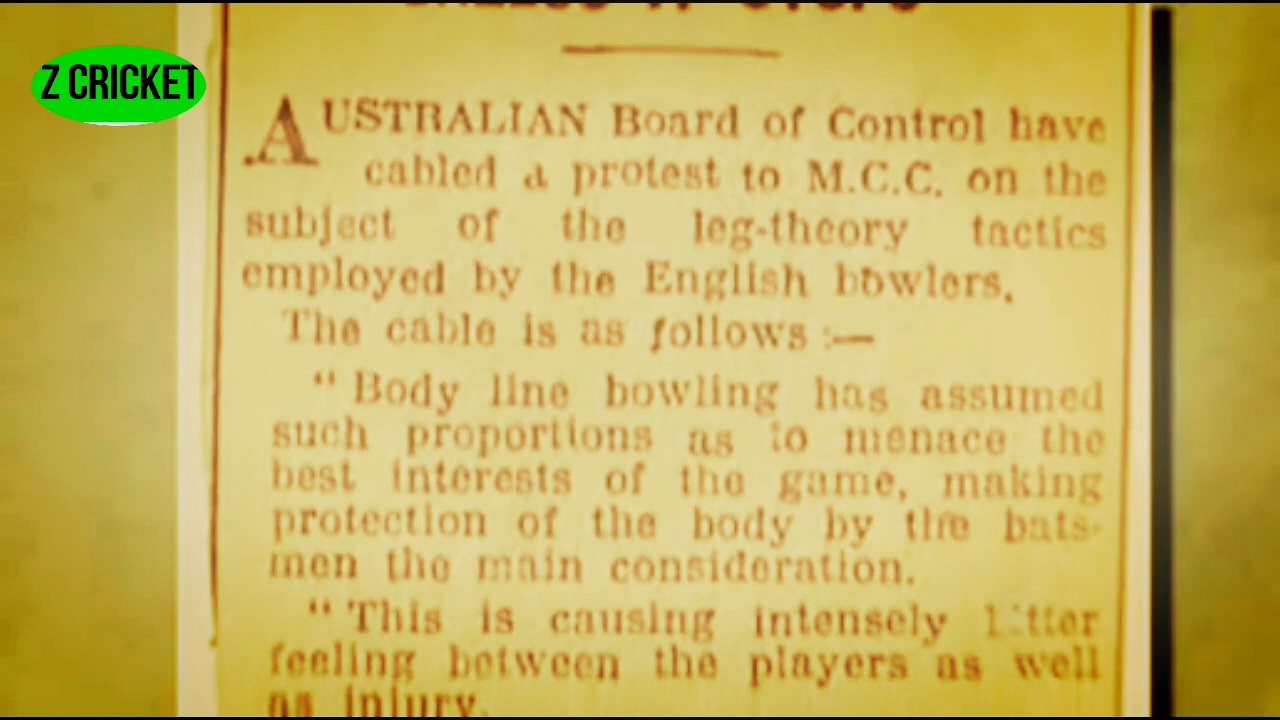 Z CRICKET
AUSTRALIAN Board of Control have
cabled a protest to M.C.C. on the
subject of the leg-theory tactics
employed by the English bowlers.
The cable is as follows :—
“ Body line bowling has assumed
such proportions as to menace the
best interests of the game, making
protection of the body by the bats-
men the main consideration.
“ This is causing intensely bitter
feeling between the players as well
as injury.